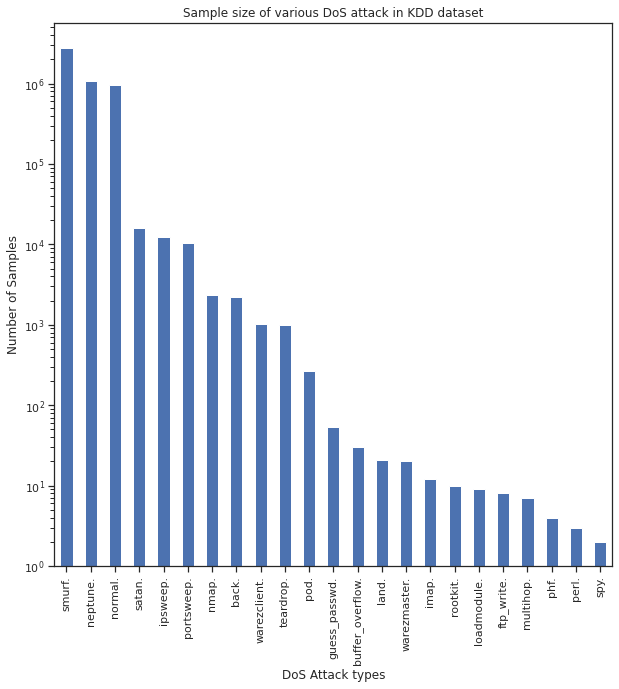 Sample size of various DoS attack in KDD dataset
Number of Samples
10^6
10^5
10^4
10^3
10^2
10^1
10^0
smurf.
neptune.
normal.
satan.
ipsweep.
portsweep.
nmap.
back.
warezclient.
teardrop.
pod.
guess_passwd.
buffer_overflow.
land.
warezmaster.
imap.
rootkit.
loadmodule.
ftp_write.
multihop.
phf.
perl.
spy.
DoS Attack types